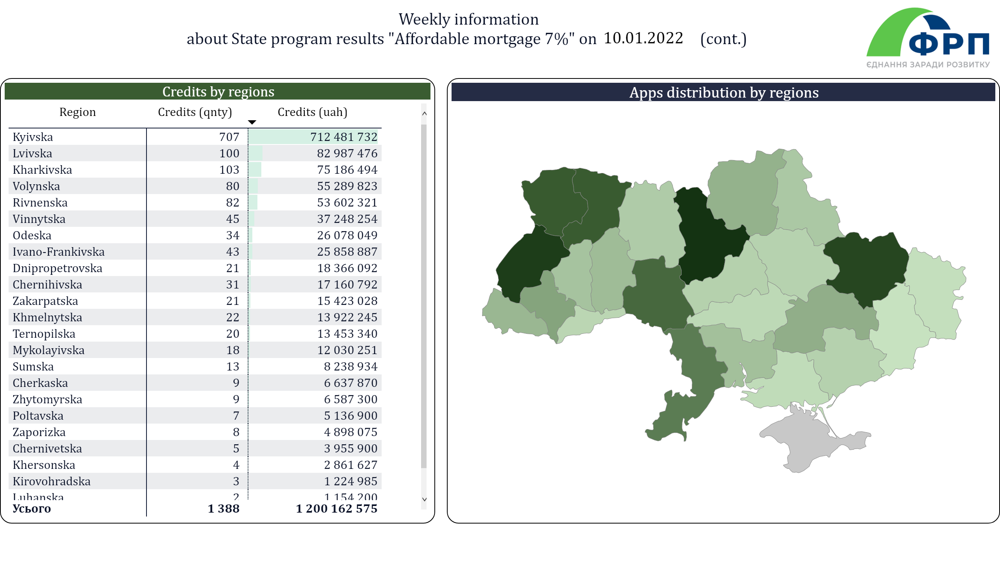 Weekly information
about State program results "Affordable mortgage 7%" on 10.01.2022 (cont.)
ФРП
ЄДНАННЯ ЗАРАДИ РОЗВИТКУ
Credits by regions
Region Credits (qnty) Credits (uah)
Kyivska 707 712 481 732
Lvivska 100 82 987 476
Kharkivska 103 75 186 494
Volynska 80 55 289 823
Rivnenska 82 53 602 321
Vinnytska 45 37 248 254
Odeska 34 26 078 049
Ivano-Frankivska 43 25 858 887
Dnipropetrovska 21 18 366 092
Chernihivska 31 17 160 792
Zakarpatska 21 15 423 028
Khmelnytska 22 13 922 245
Ternopilska 20 13 453 340
Mykolayivska 18 12 030 251
Sumska 13 8 238 934
Cherkaska 9 6 637 870
Zhytomyrska 9 6 587 300
Poltavska 7 5 136 900
Zaporizka 8 4 898 075
Chernivetska 5 3 955 900
Khersonska 4 2 861 627
Kirovohradska 3 1 224 985
Luhanska 2 1 154 200
Усього 1 388 1 200 162 575
Apps distribution by regions